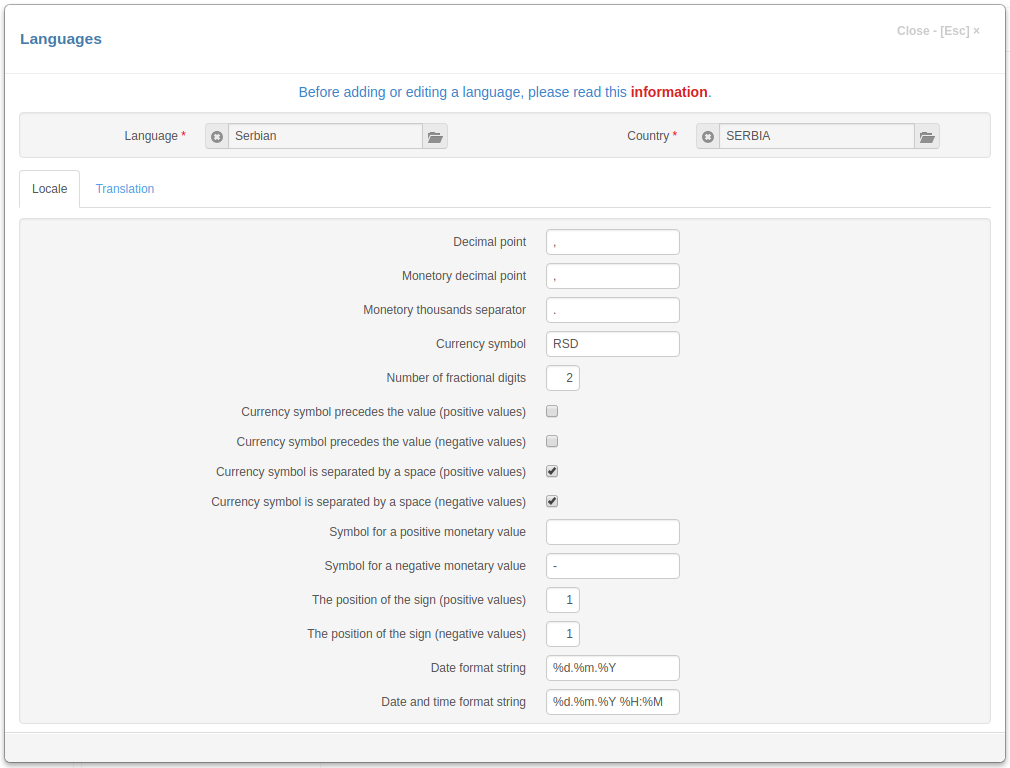 Languages
Close - [Esc] ×
Before adding or editing a language, please read this information.
Language * Serbian Country * SERBIA
Locale Translation
Decimal point ,
Monetory decimal point ,
Monetory thousands separator .
Currency symbol RSD
Number of fractional digits 2
Currency symbol precedes the value (positive values)
Currency symbol precedes the value (negative values)
Currency symbol is separated by a space (positive values)
Currency symbol is separated by a space (negative values)
Symbol for a positive monetary value
Symbol for a negative monetary value -
The position of the sign (positive values) 1
The position of the sign (negative values) 1
Date format string %d.%m.%Y
Date and time format string %d.%m.%Y %H:%M